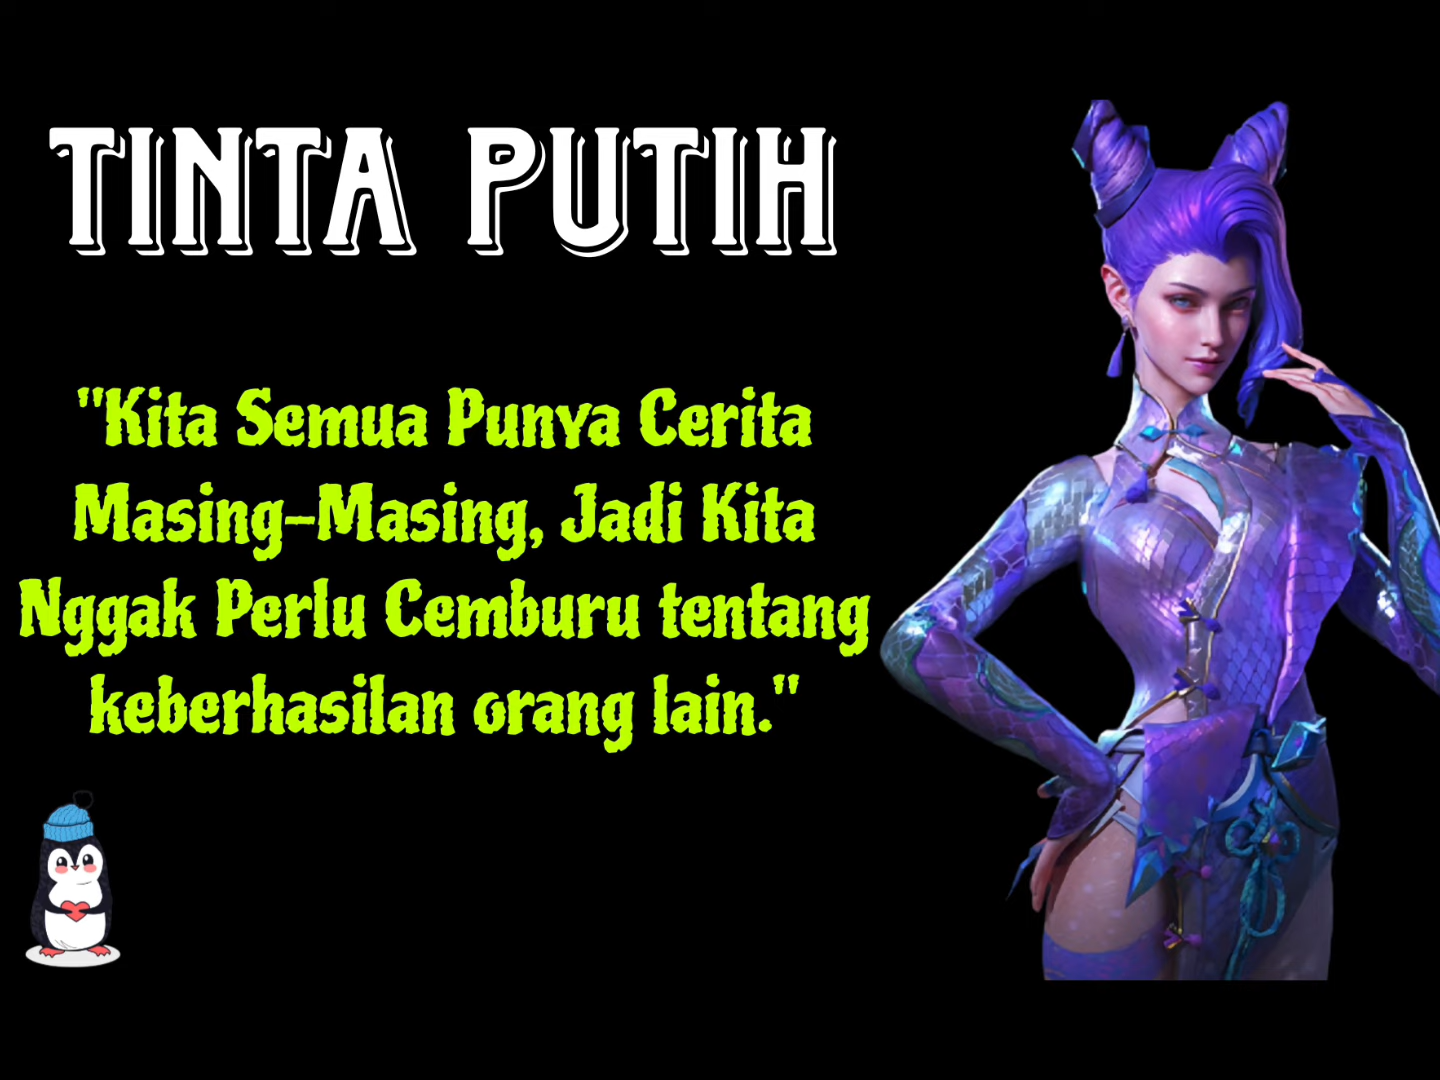 TINTA PUTIH
"Kita Semua Punya Cerita
Masing-Masing, Jadi Kita
Nggak Perlu Cemburu tentang
keberhasilan orang lain."